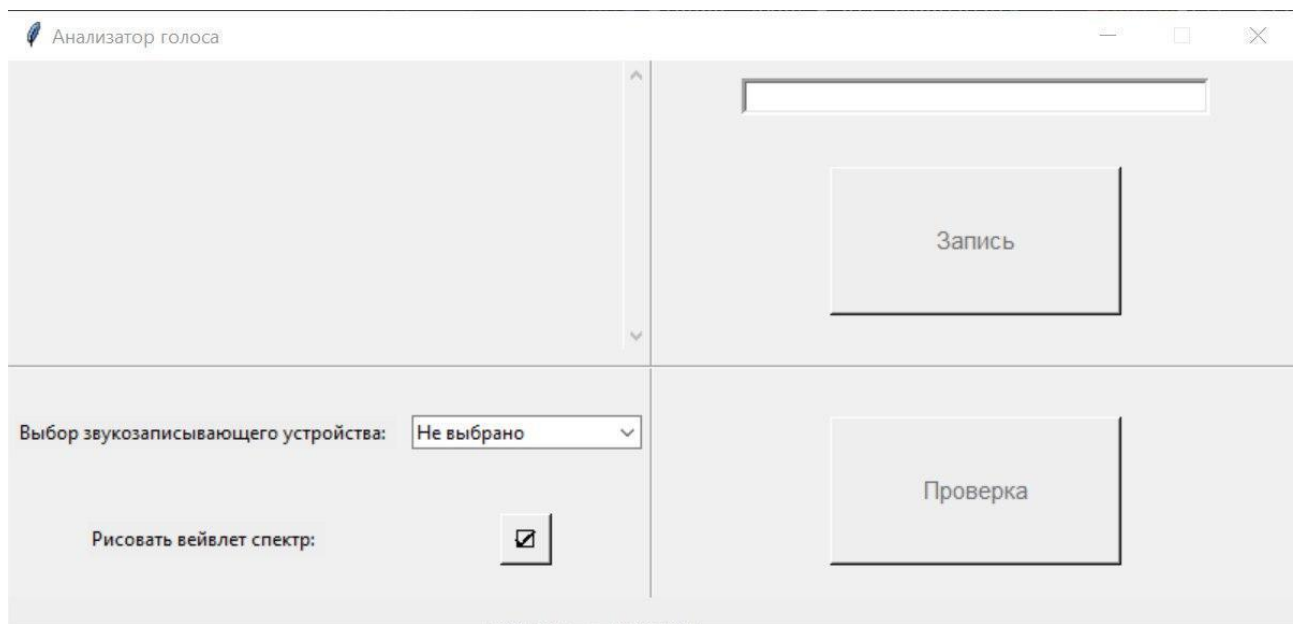 Анализатор голоса
Запись
Выбор звукозаписывающего устройства: Не выбрано
Рисовать вейвлет спектр:
Проверка